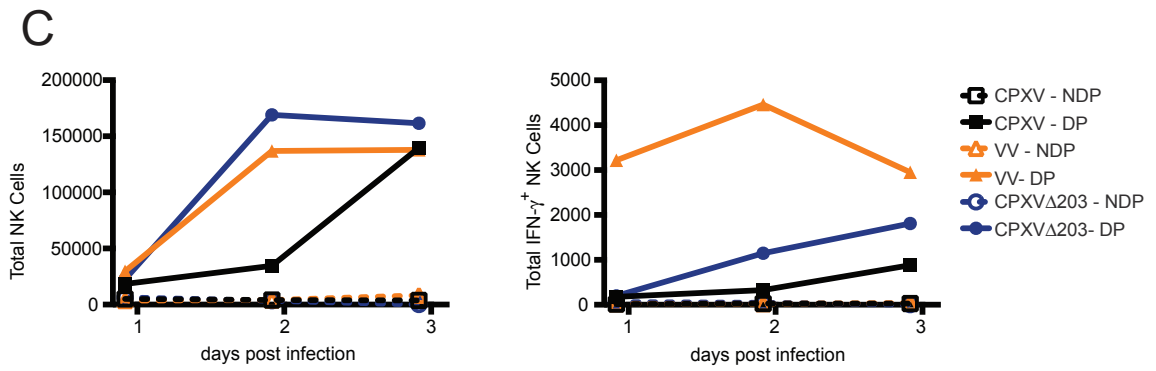 C
Total NK Cells
200000
150000
100000
50000
0
1 2 3
days post infection
Total IFN-γ+ NK Cells
5000
4000
3000
2000
1000
0
1 2 3
days post infection
CPXV - NDP
CPXV - DP
VV - NDP
VV- DP
CPXVΔ203 - NDP
CPXVΔ203- DP